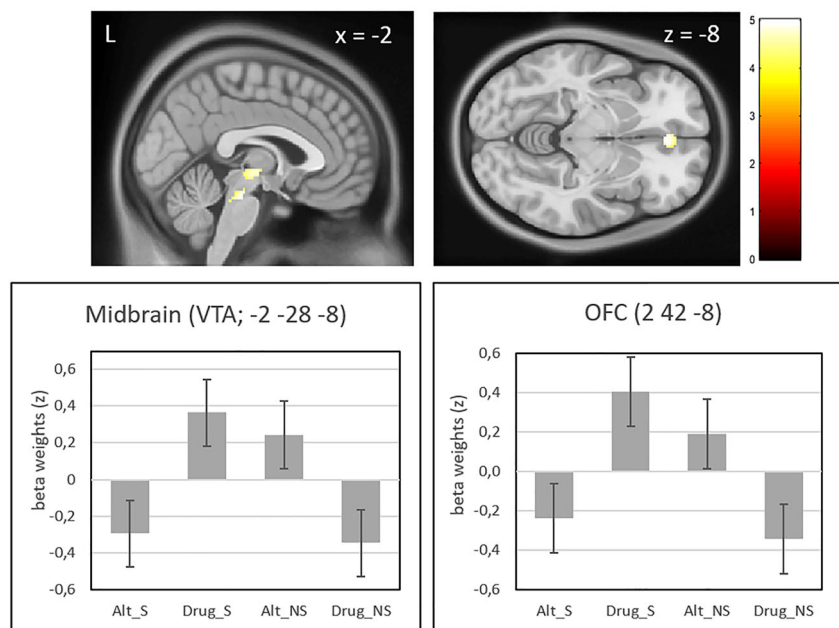 L
x = -2
z = -8
5
4
3
2
1
0
Midbrain (VTA; -2 -28 -8)
beta weights (z)
0,6
0,4
0,2
0
-0,2
-0,4
-0,6
Alt_S Drug_S Alt_NS Drug_NS
OFC (2 42 -8)
beta weights (z)
0,6
0,4
0,2
0,0
-0,2
-0,4
-0,6
Alt_S Drug_S Alt_NS Drug_NS